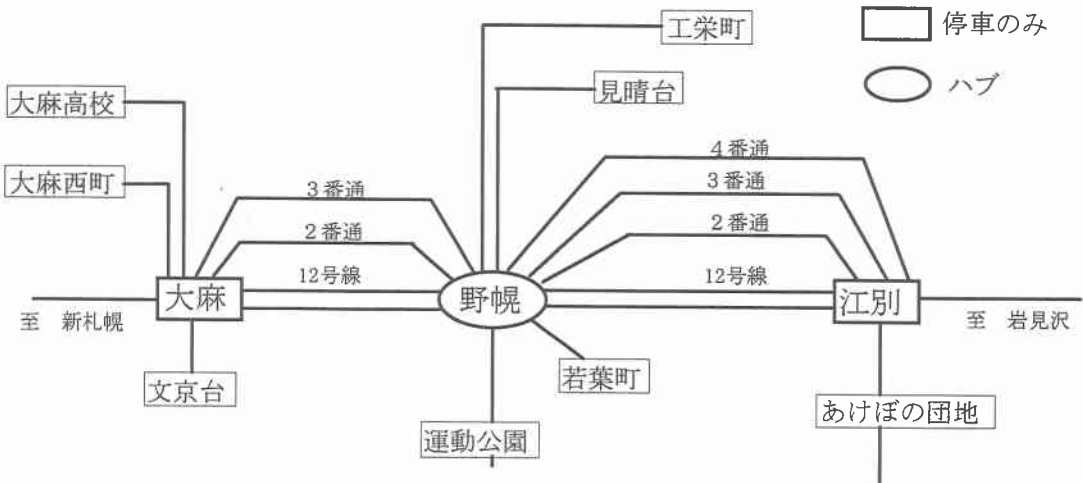 工栄町
停車のみ
見晴台
ハブ
大麻高校
4番通
大麻西町
3番通
3番通
2番通
2番通
12号線
12号線
大麻
野幌
江別
至 新札幌
至 岩見沢
文京台
若葉町
あけぼの団地
運動公園